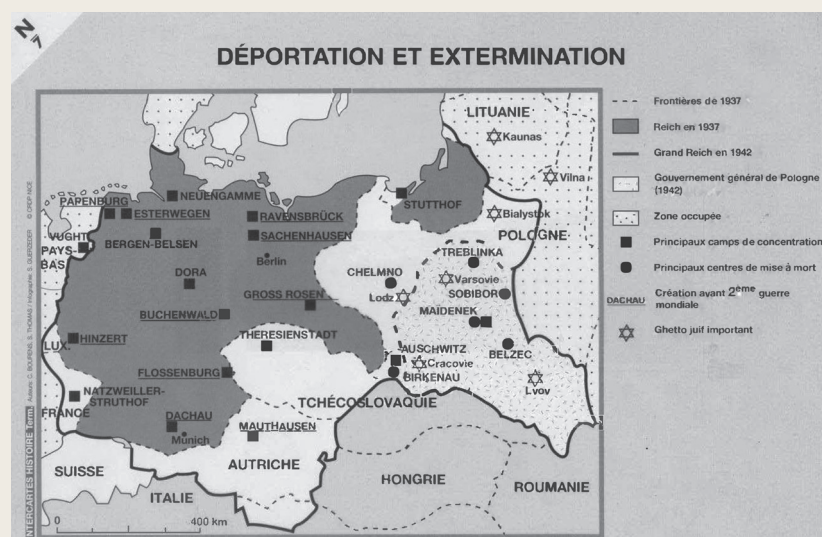 N
DÉPORTATION ET EXTERMINATION
LITUANIE
Kaunas
Vilna
NEUENGAMME
PAPENBURG
ESTERWEGEN
RAVENSBRÜCK
STUTTHOF
Bialystok
VUGHT
BERGEN-BELSEN
SACHENHAUSEN
POLOGNE
PAYS-
BAS
Berlin
TREBLINKA
DORA
CHELMNO
Varsovie
GROSS ROSEN
Lodz
SOBIBOR
BUCHENWALD
MAIDENEK
HINZERT
THERESIENSTADT
LUX.
AUSCHWITZ
BELZEC
FLOSSENBURG
Cracovie
BIRKENAU
NATZWEILLER-
STRUTHOF
Lvov
FRANCE
TCHÉCOSLOVAQUIE
DACHAU
Münich
MAUTHAUSEN
SUISSE
AUTRICHE
HONGRIE
ITALIE
ROUMANIE
0 400 km
Frontières de 1937
Reich en 1937
Grand Reich en 1942
Gouvernement général de Pologne
(1942)
Zone occupée
Principaux camps de concentration
Principaux centres de mise à mort
DACHAU Création avant 2ème guerre
mondiale
Ghetto juif important
INTERCARTES HISTOIRE Term.
© CRDP NICE